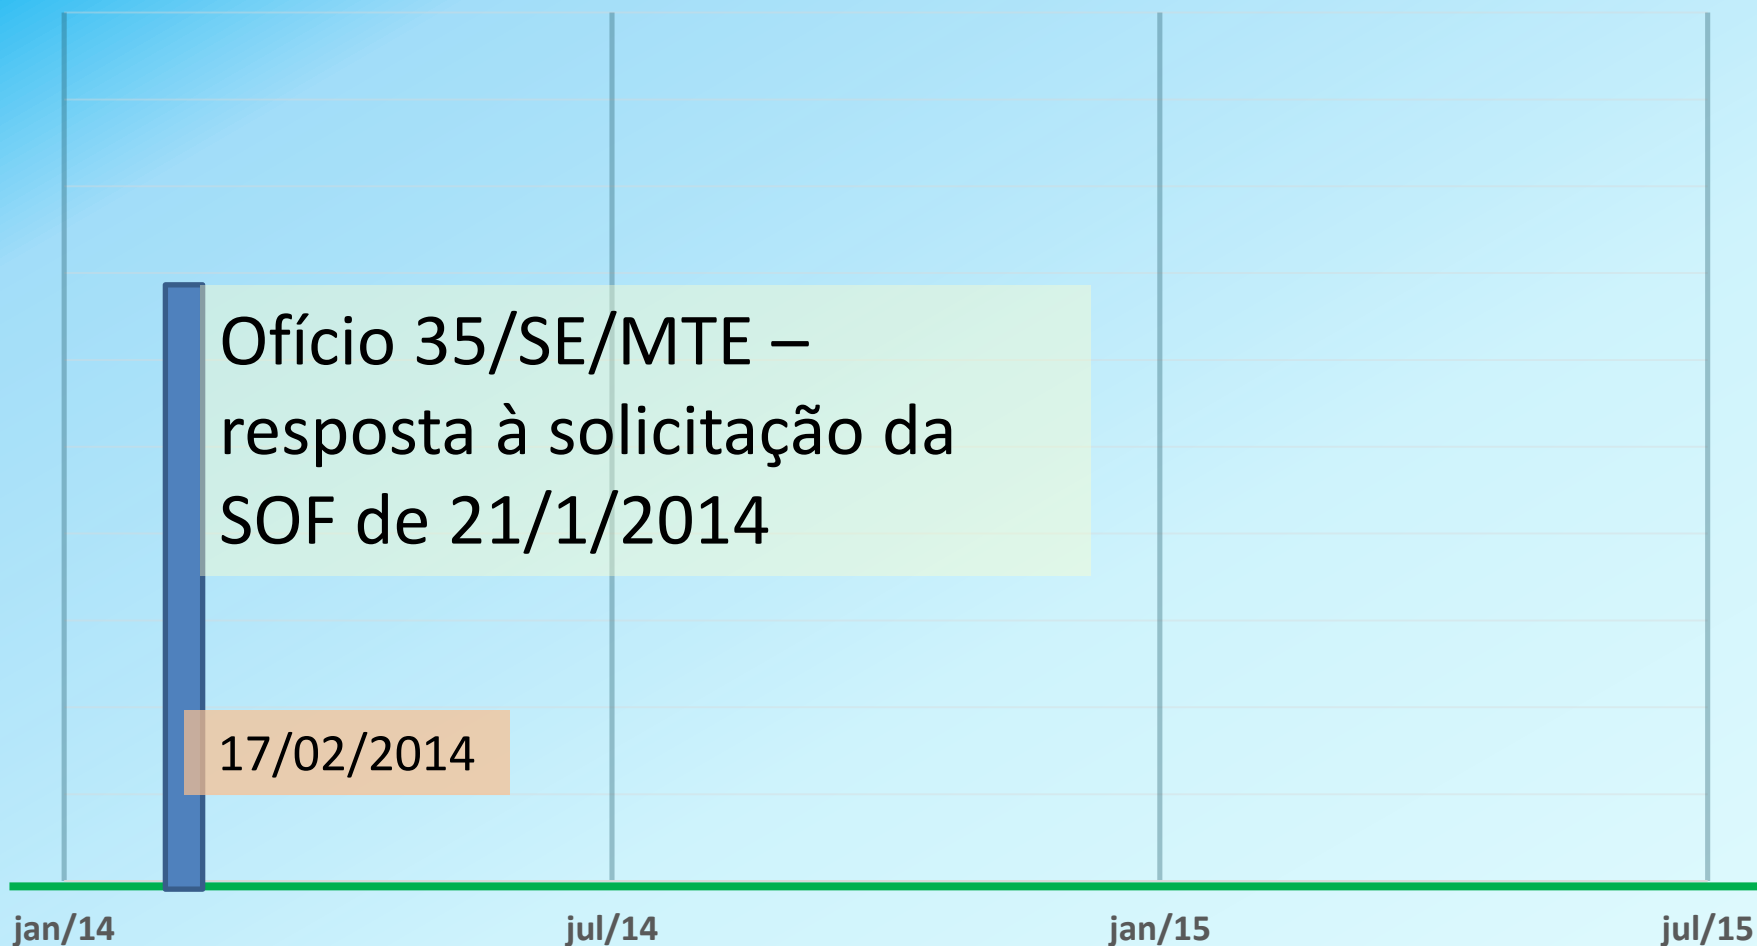 Ofício 35/SE/MTE –
resposta à solicitação da
SOF de 21/1/2014
17/02/2014
jan/14
jul/14
jan/15
jul/15